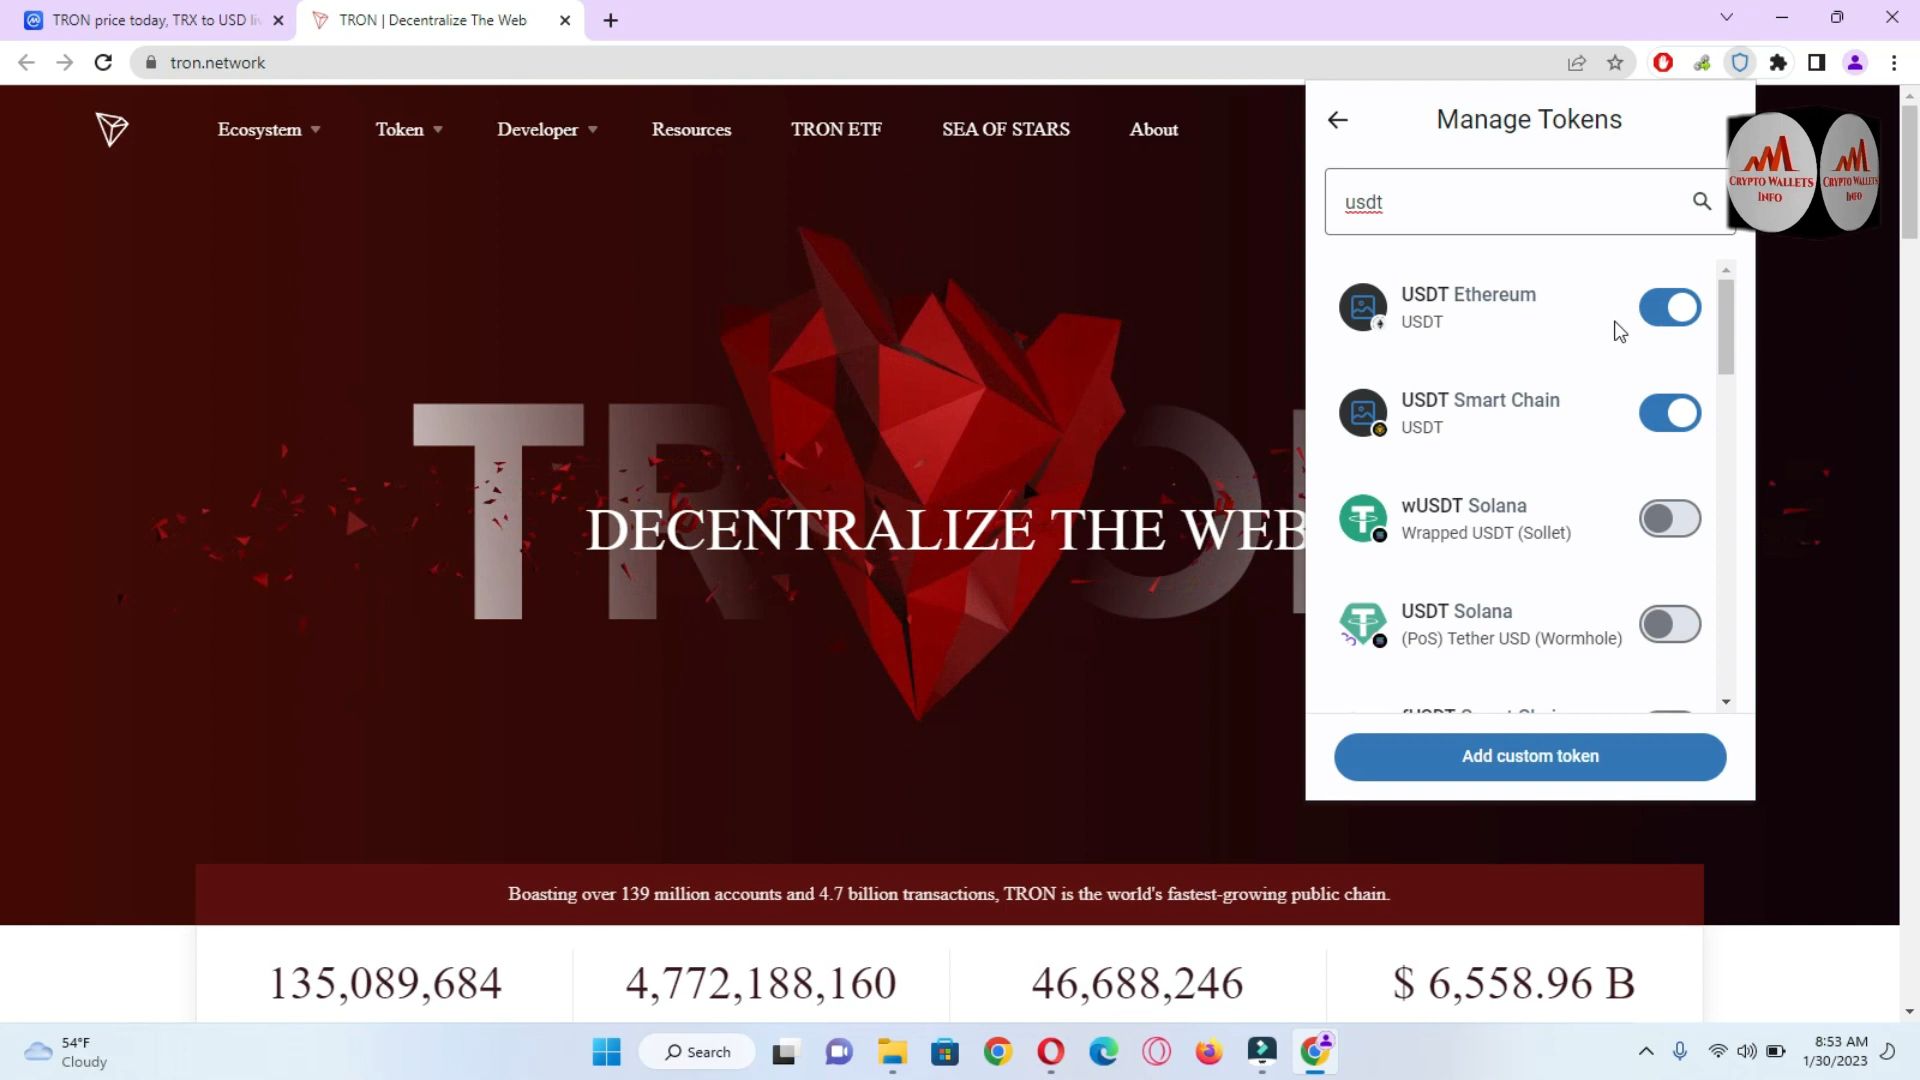 TRON price today, TRX to USD li
TRON | Decentralize The Web
tron.network
Ecosystem
Token
Developer
Resources
TRON ETF
SEA OF STARS
About
Manage Tokens
usdt
CRYPTO WALLETS
INFO
CRYPTO WALLETS
INFO
USDT Ethereum
USDT
USDT Smart Chain
USDT
wUSDT Solana
Wrapped USDT (Sollet)
USDT Solana
(PoS) Tether USD (Wormhole)
Add custom token
DECENTRALIZE THE WEB
Boasting over 139 million accounts and 4.7 billion transactions, TRON is the world's fastest-growing public chain.
135,089,684
4,772,188,160
46,688,246
$ 6,558.96 B
54°F
Cloudy
Search
8:53 AM
1/30/2023